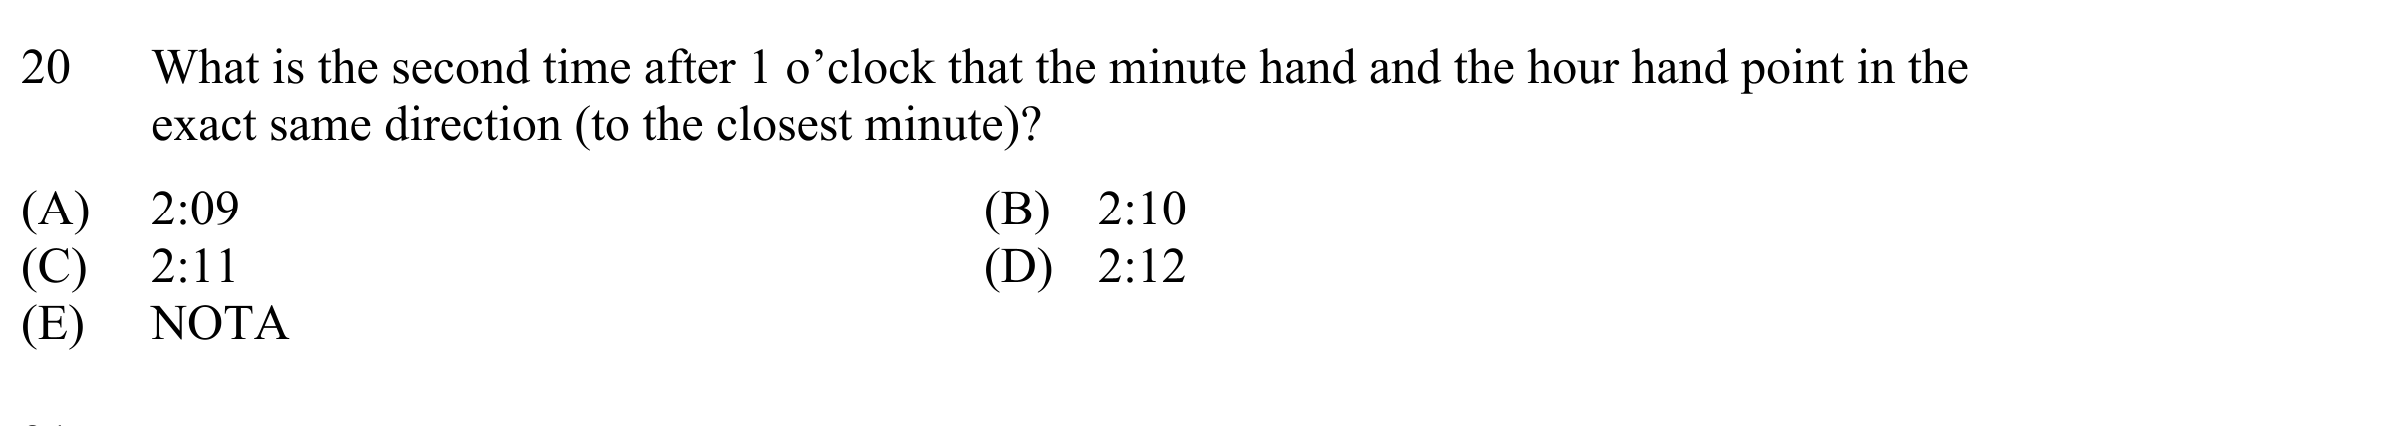 20 What is the second time after 1 o’clock that the minute hand and the hour hand point in the
exact same direction (to the closest minute)?
(A) 2:09 (B) 2:10
(C) 2:11 (D) 2:12
(E) NOTA